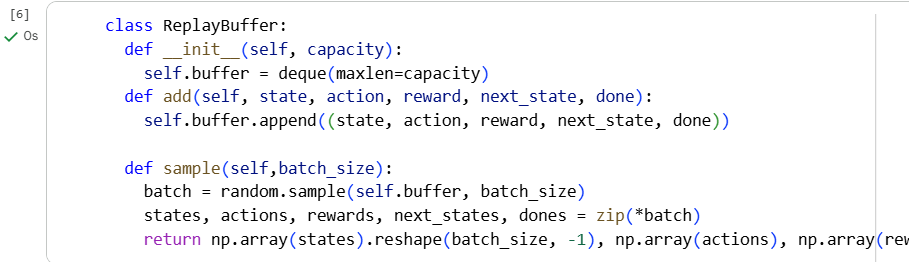 [6]
0s
class ReplayBuffer:
  def __init__(self, capacity):
    self.buffer = deque(maxlen=capacity)
  def add(self, state, action, reward, next_state, done):
    self.buffer.append((state, action, reward, next_state, done))

  def sample(self,batch_size):
    batch = random.sample(self.buffer, batch_size)
    states, actions, rewards, next_states, dones = zip(*batch)
    return np.array(states).reshape(batch_size, -1), np.array(actions), np.array(rew